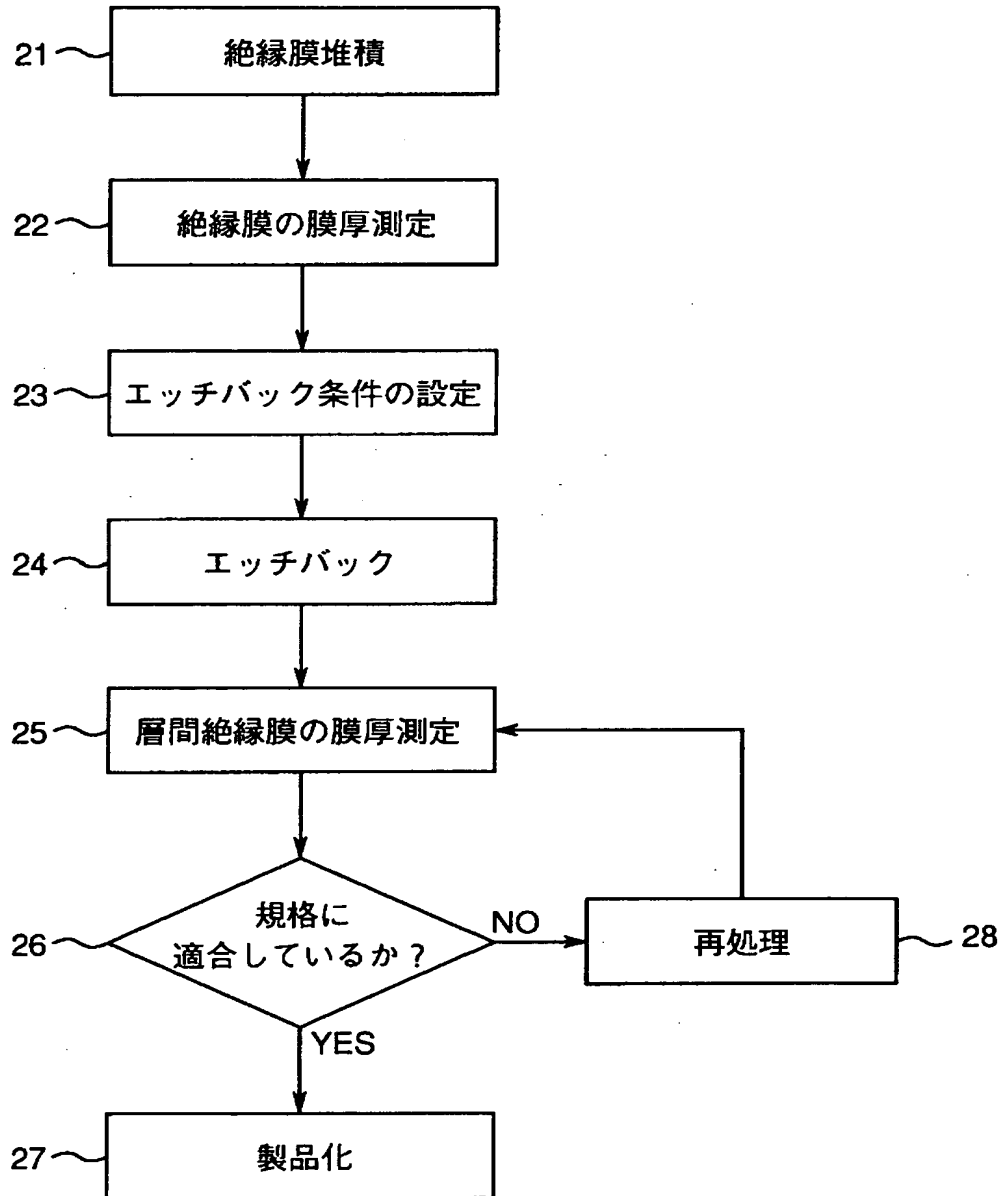 21
絶縁膜堆積
22
絶縁膜の膜厚測定
23
エッチバック条件の設定
24
エッチバック
25
層間絶縁膜の膜厚測定
26
規格に
適合しているか？
NO
再処理
28
YES
27
製品化